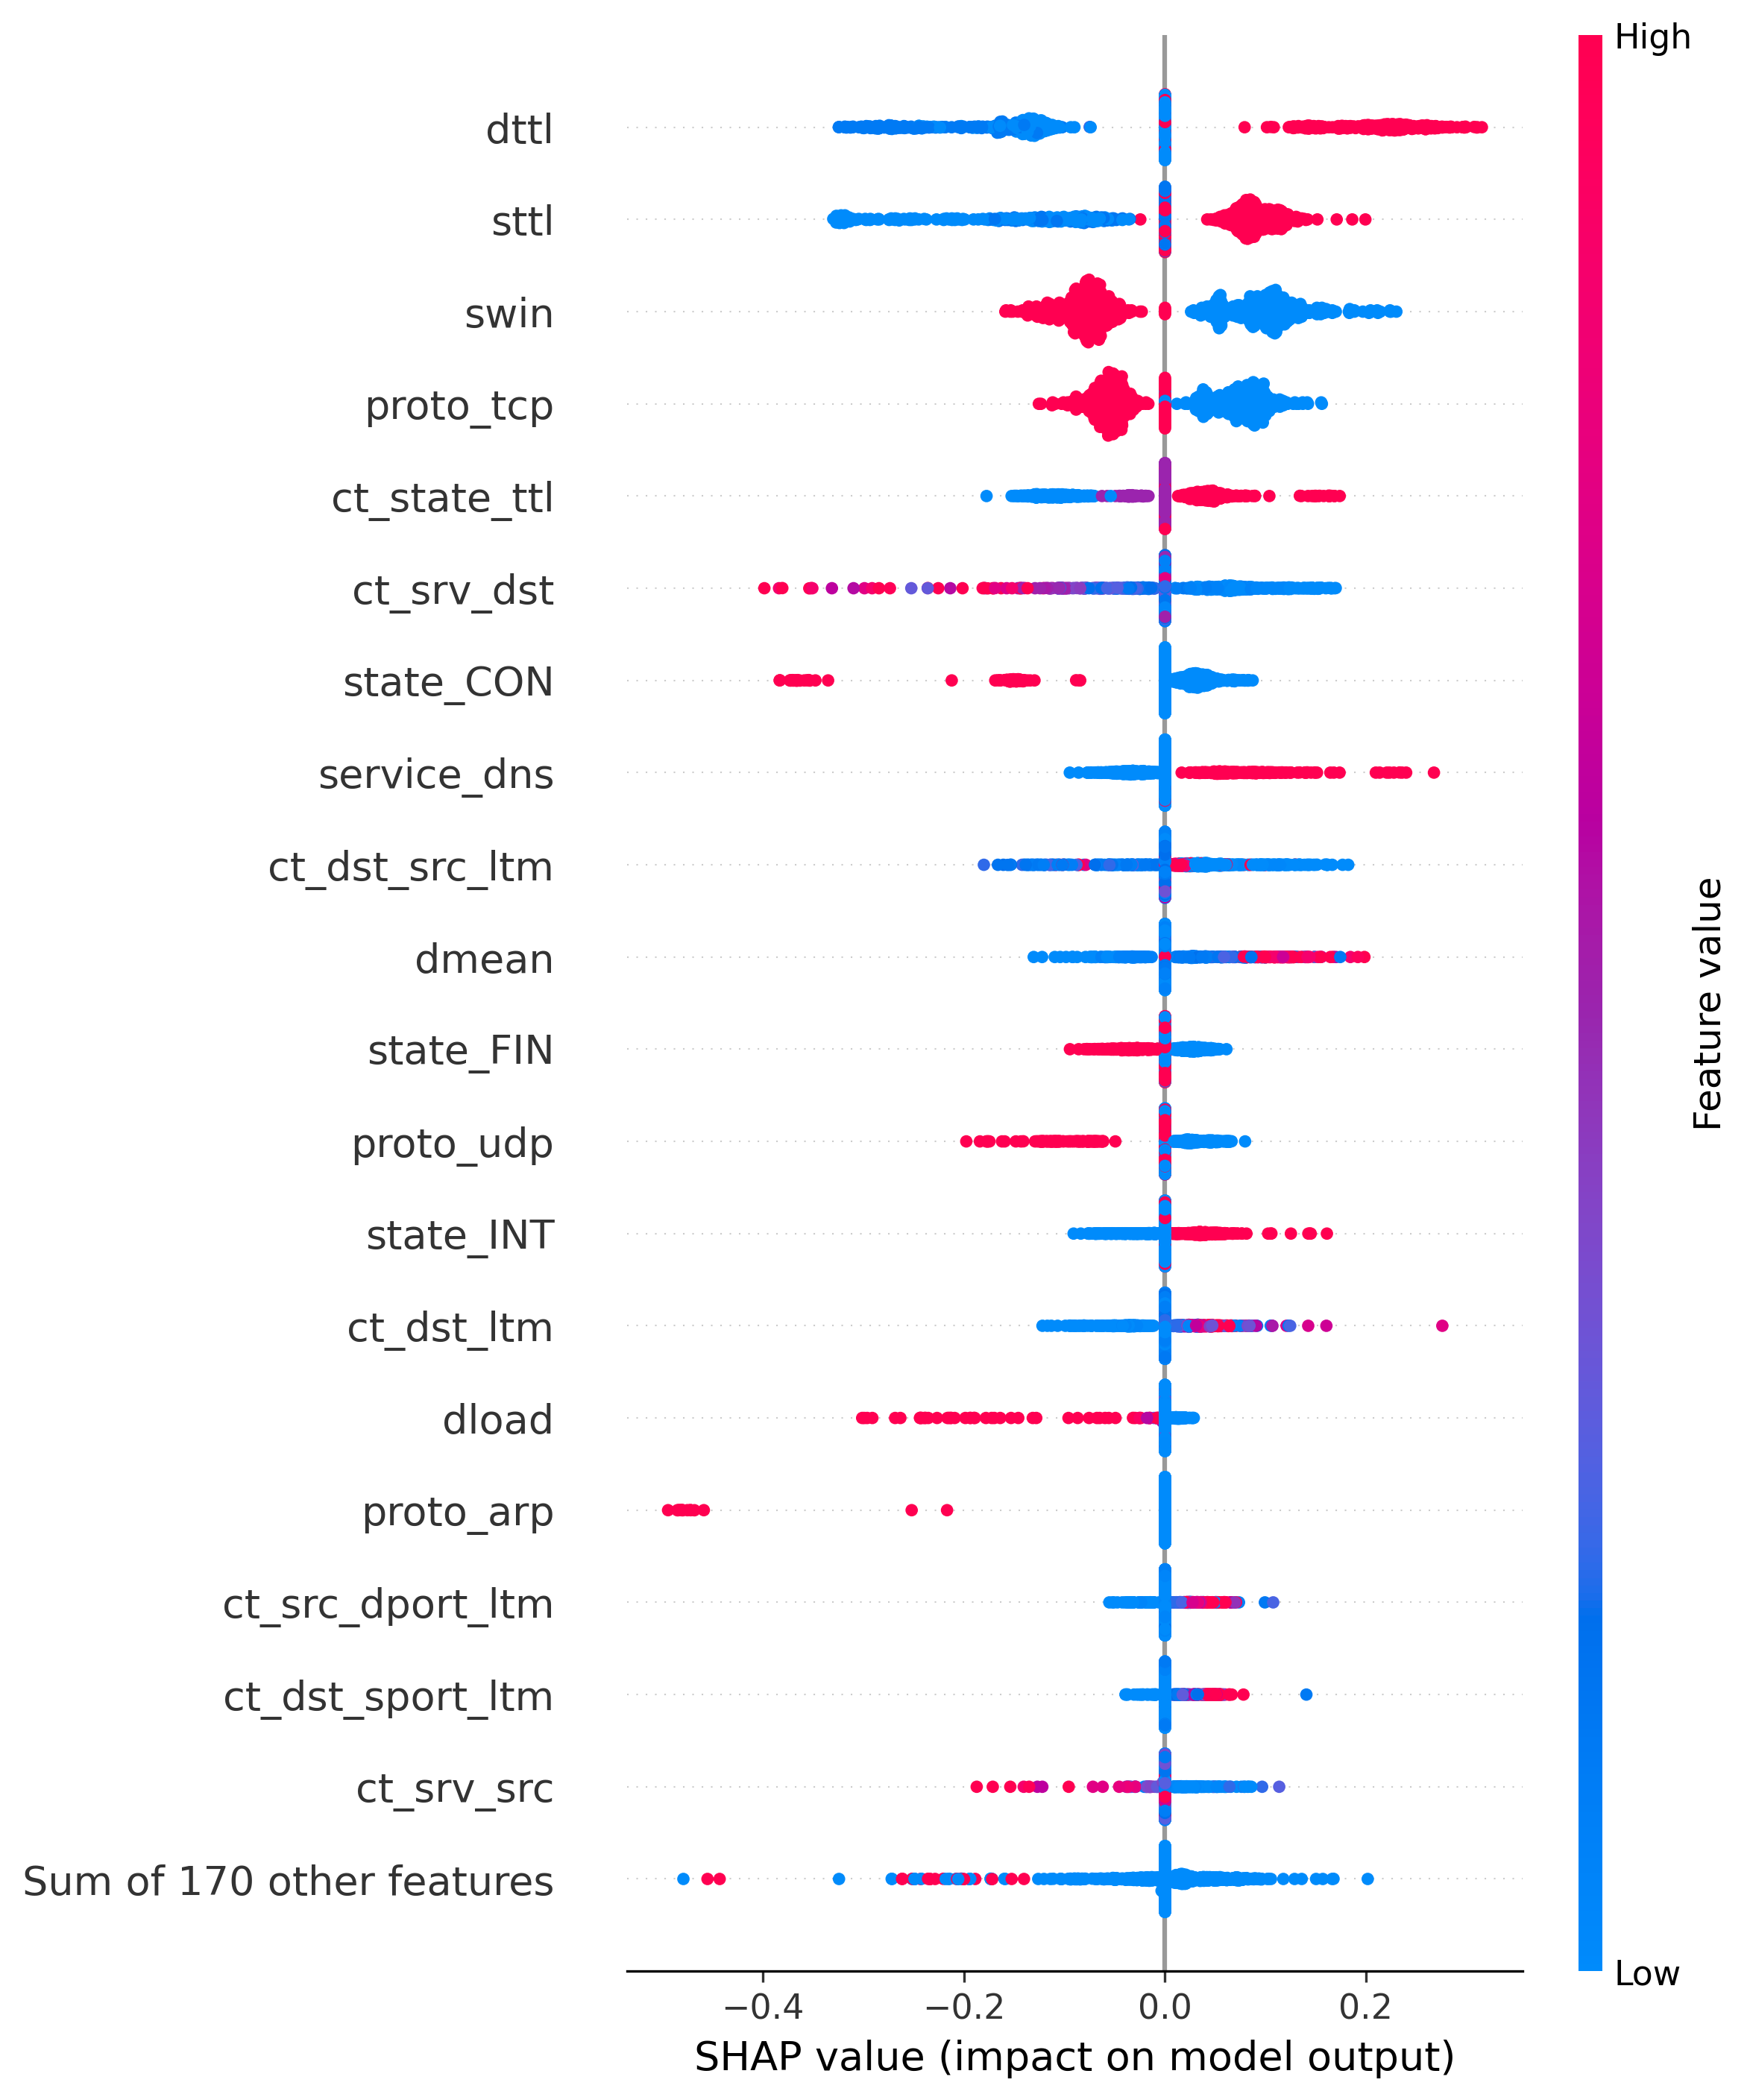 High
dttl
sttl
swin
proto_tcp
ct_state_ttl
ct_srv_dst
state_CON
service_dns
ct_dst_src_ltm
dmean
state_FIN
proto_udp
state_INT
ct_dst_ltm
dload
proto_arp
ct_src_dport_ltm
ct_dst_sport_ltm
ct_srv_src
Sum of 170 other features
Feature value
Low
−0.4 −0.2 0.0 0.2
SHAP value (impact on model output)